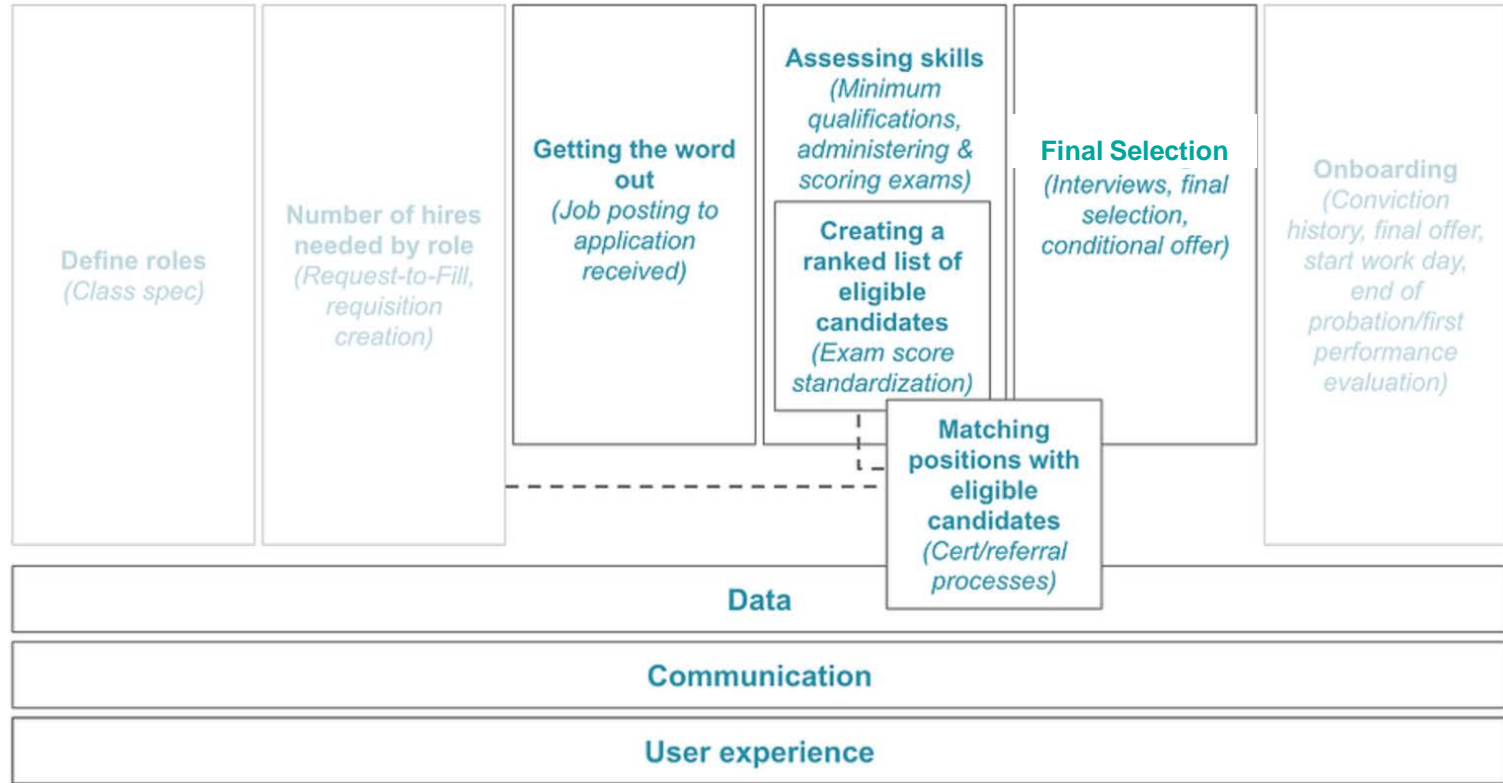 Define roles
(Class spec)
Number of hires
needed by role
(Request-to-Fill,
requisition
creation)
Getting the word
out
(Job posting to
application
received)
Assessing skills
(Minimum
qualifications,
administering &
scoring exams)
Creating a
ranked list of
eligible
candidates
(Exam score
standardization)
Matching
positions with
eligible
candidates
(Cert/referral
processes)
Final Selection
(Interviews, final
selection,
conditional offer)
Onboarding
(Conviction
history, final offer,
start work day,
end of
probation/first
performance
evaluation)
Data
Communication
User experience